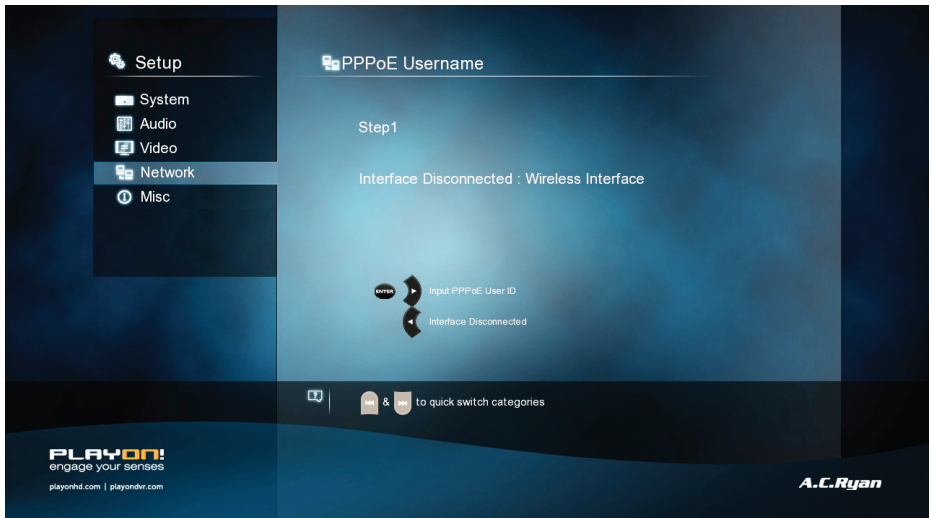 Setup
System
Audio
Video
Network
Misc
PPPoE Username
Step1
Interface Disconnected : Wireless Interface
ENTER Input PPPoE User ID
Interface Disconnected
& to quick switch categories
PLAYON!
engage your senses
playonhd.com | playondvr.com
A.C.Ryan